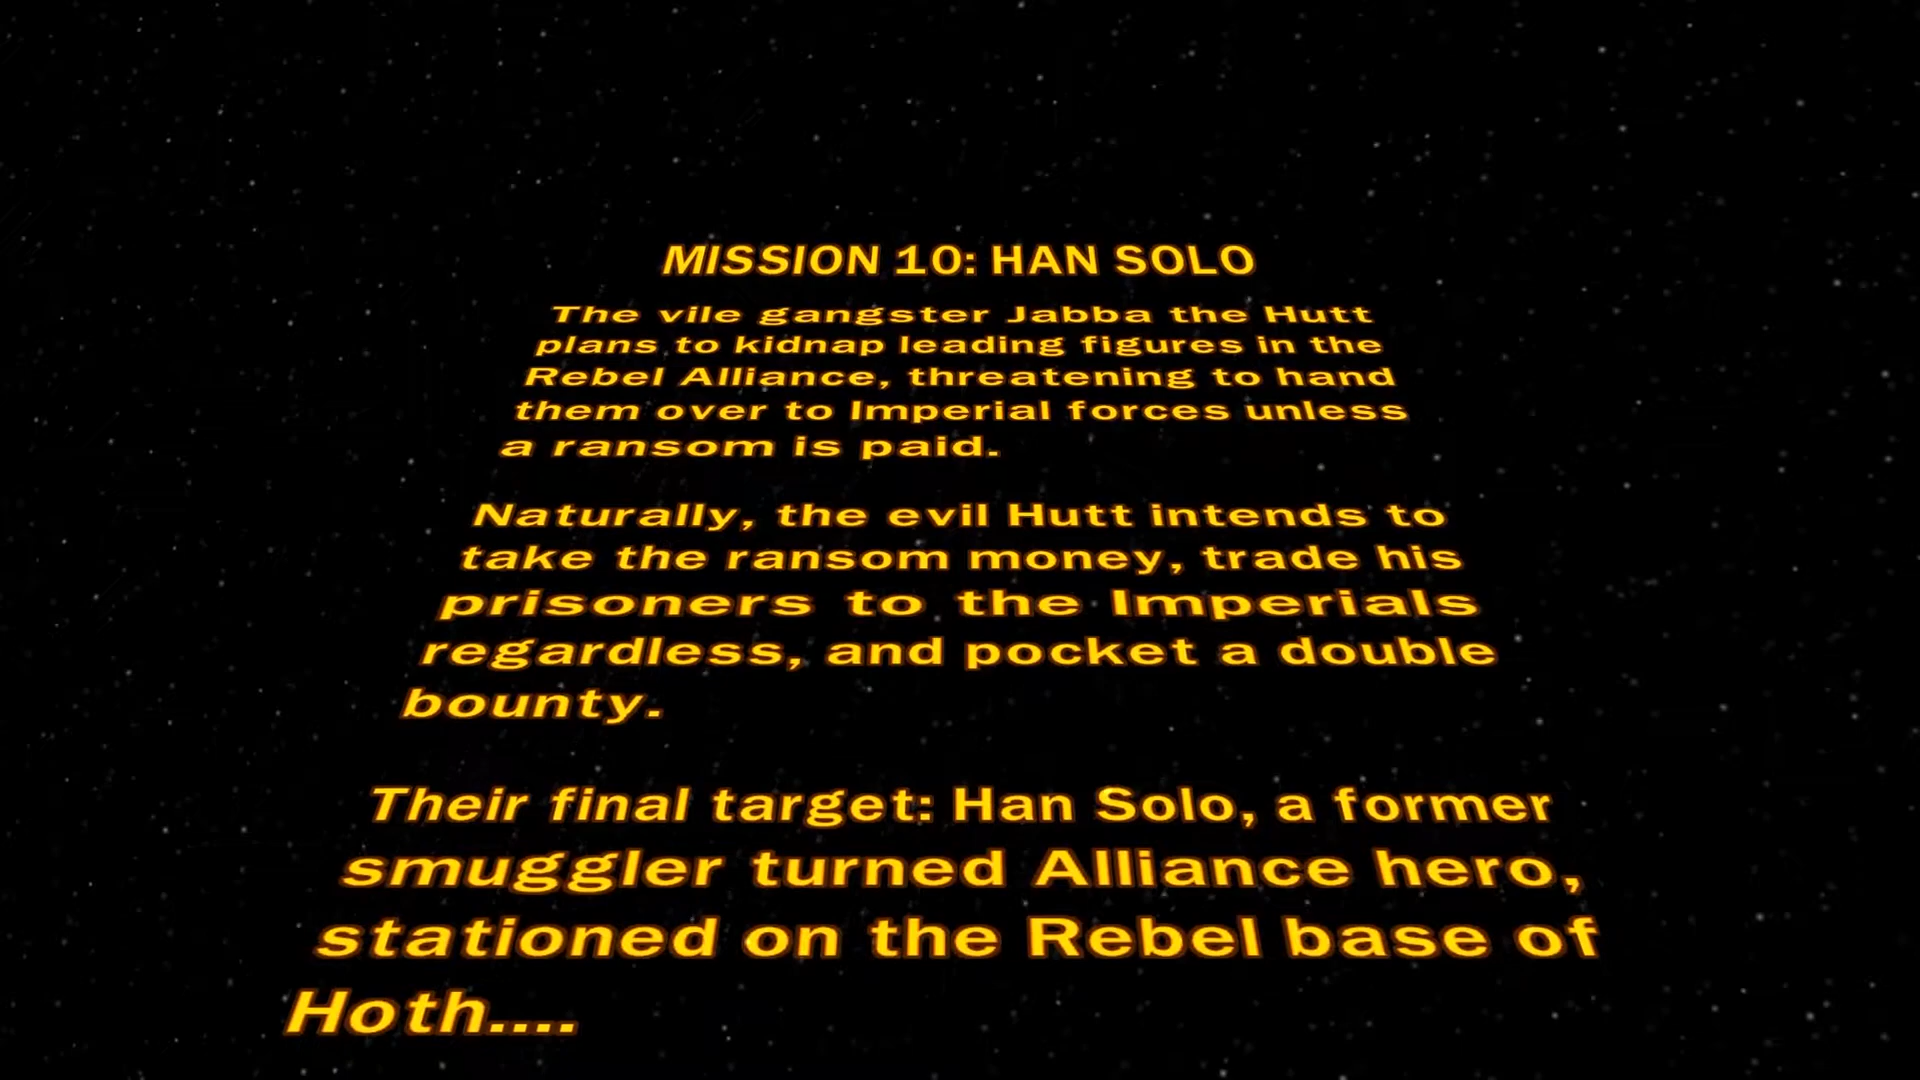 MISSION 10: HAN SOLO
The vile gangster Jabba the Hutt
plans to kidnap leading figures in the
Rebel Alliance, threatening to hand
them over to Imperial forces unless
a ransom is paid.
Naturally, the evil Hutt intends to
take the ransom money, trade his
prisoners to the Imperials
regardless, and pocket a double
bounty.
Their final target: Han Solo, a former
smuggler turned Alliance hero,
stationed on the Rebel base of
Hoth....